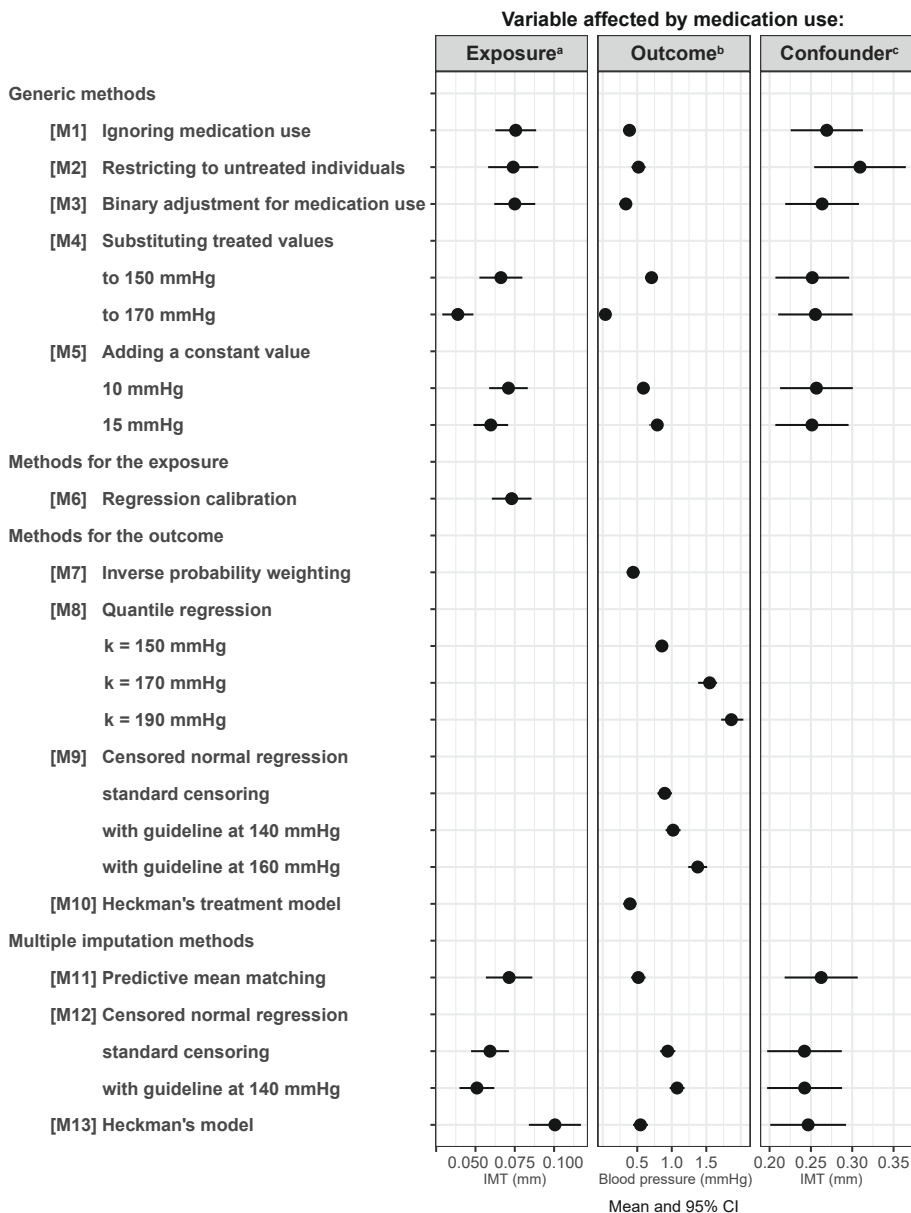 Variable affected by medication use:
Exposureᵃ Outcomeᵇ Confounderᶜ
Generic methods
[M1] Ignoring medication use
[M2] Restricting to untreated individuals
[M3] Binary adjustment for medication use
[M4] Substituting treated values
to 150 mmHg
to 170 mmHg
[M5] Adding a constant value
10 mmHg
15 mmHg
Methods for the exposure
[M6] Regression calibration
Methods for the outcome
[M7] Inverse probability weighting
[M8] Quantile regression
k = 150 mmHg
k = 170 mmHg
k = 190 mmHg
[M9] Censored normal regression
standard censoring
with guideline at 140 mmHg
with guideline at 160 mmHg
[M10] Heckman's treatment model
Multiple imputation methods
[M11] Predictive mean matching
[M12] Censored normal regression
standard censoring
with guideline at 140 mmHg
[M13] Heckman's model
0.050 0.075 0.100 0.5 1.0 1.5 0.20 0.25 0.30 0.35
IMT (mm) Blood pressure (mmHg) IMT (mm)
Mean and 95% CI